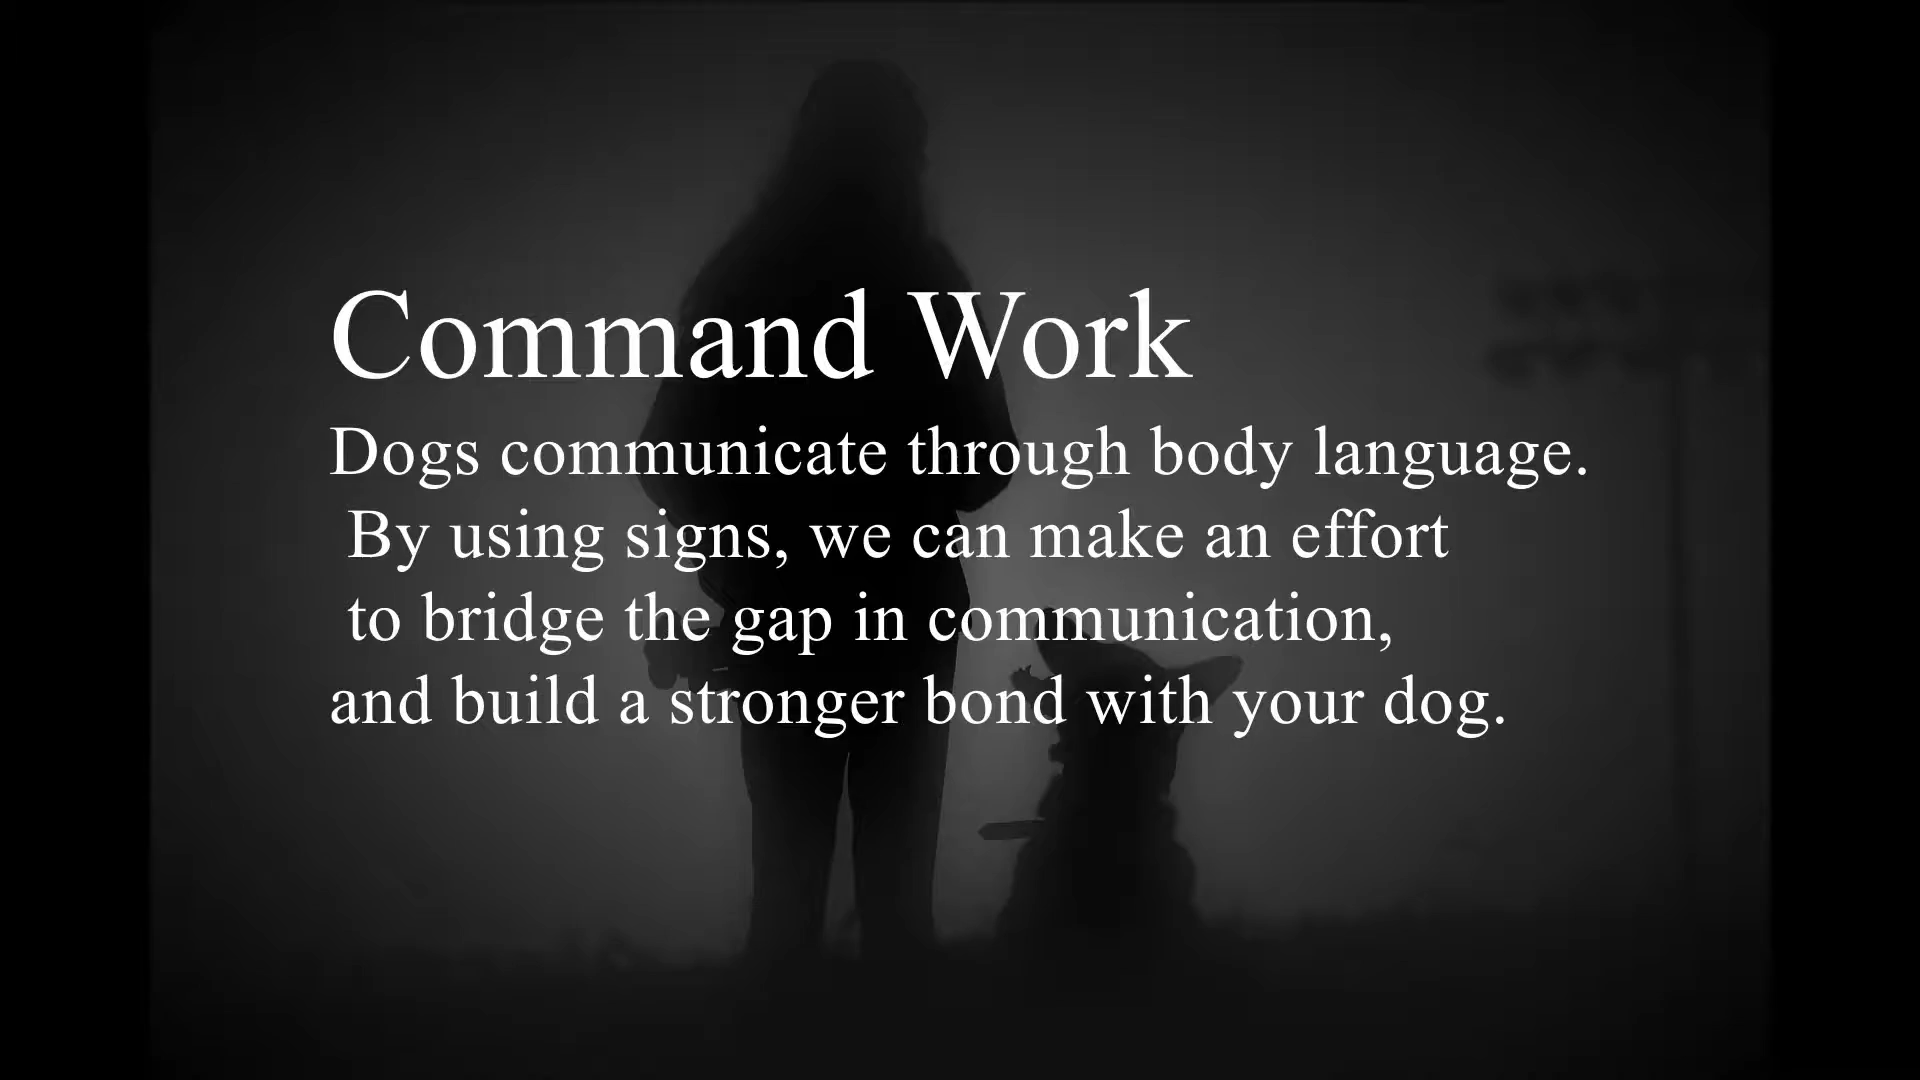 Command Work
Dogs communicate through body language.
By using signs, we can make an effort
to bridge the gap in communication,
and build a stronger bond with your dog.